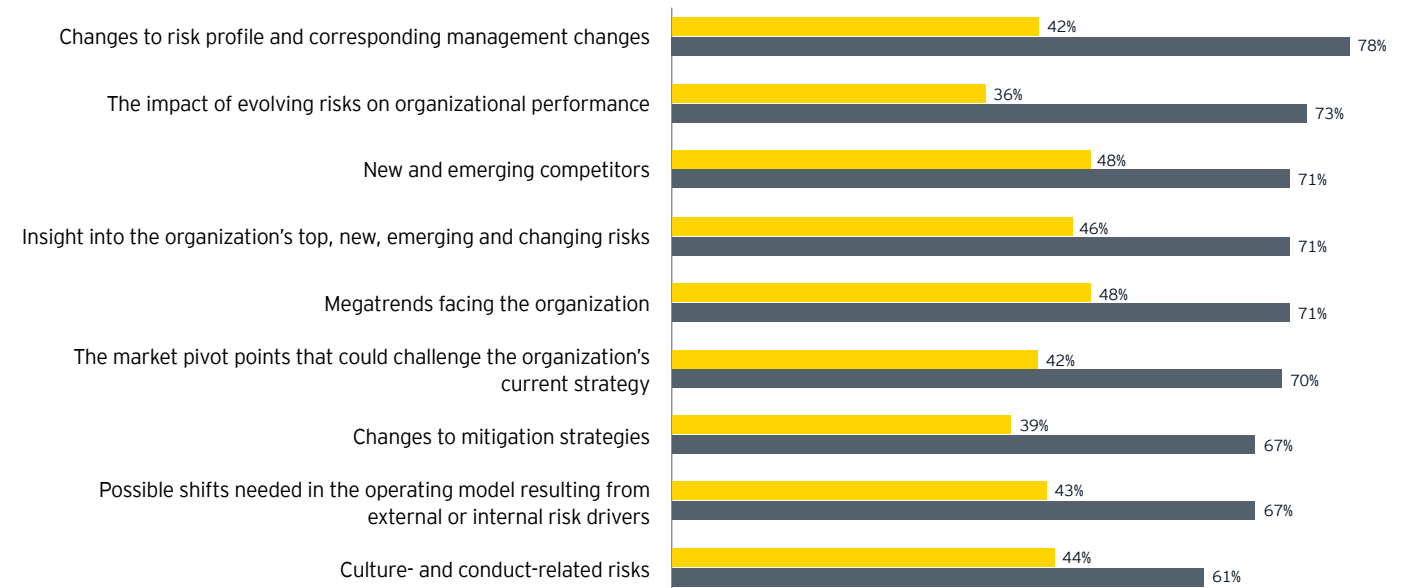 Changes to risk profile and corresponding management changes
42%
78%
The impact of evolving risks on organizational performance
36%
73%
New and emerging competitors
48%
71%
Insight into the organization's top, new, emerging and changing risks
46%
71%
Megatrends facing the organization
48%
71%
The market pivot points that could challenge the organization's
current strategy
42%
70%
Changes to mitigation strategies
39%
67%
Possible shifts needed in the operating model resulting from
external or internal risk drivers
43%
67%
Culture- and conduct-related risks
44%
61%